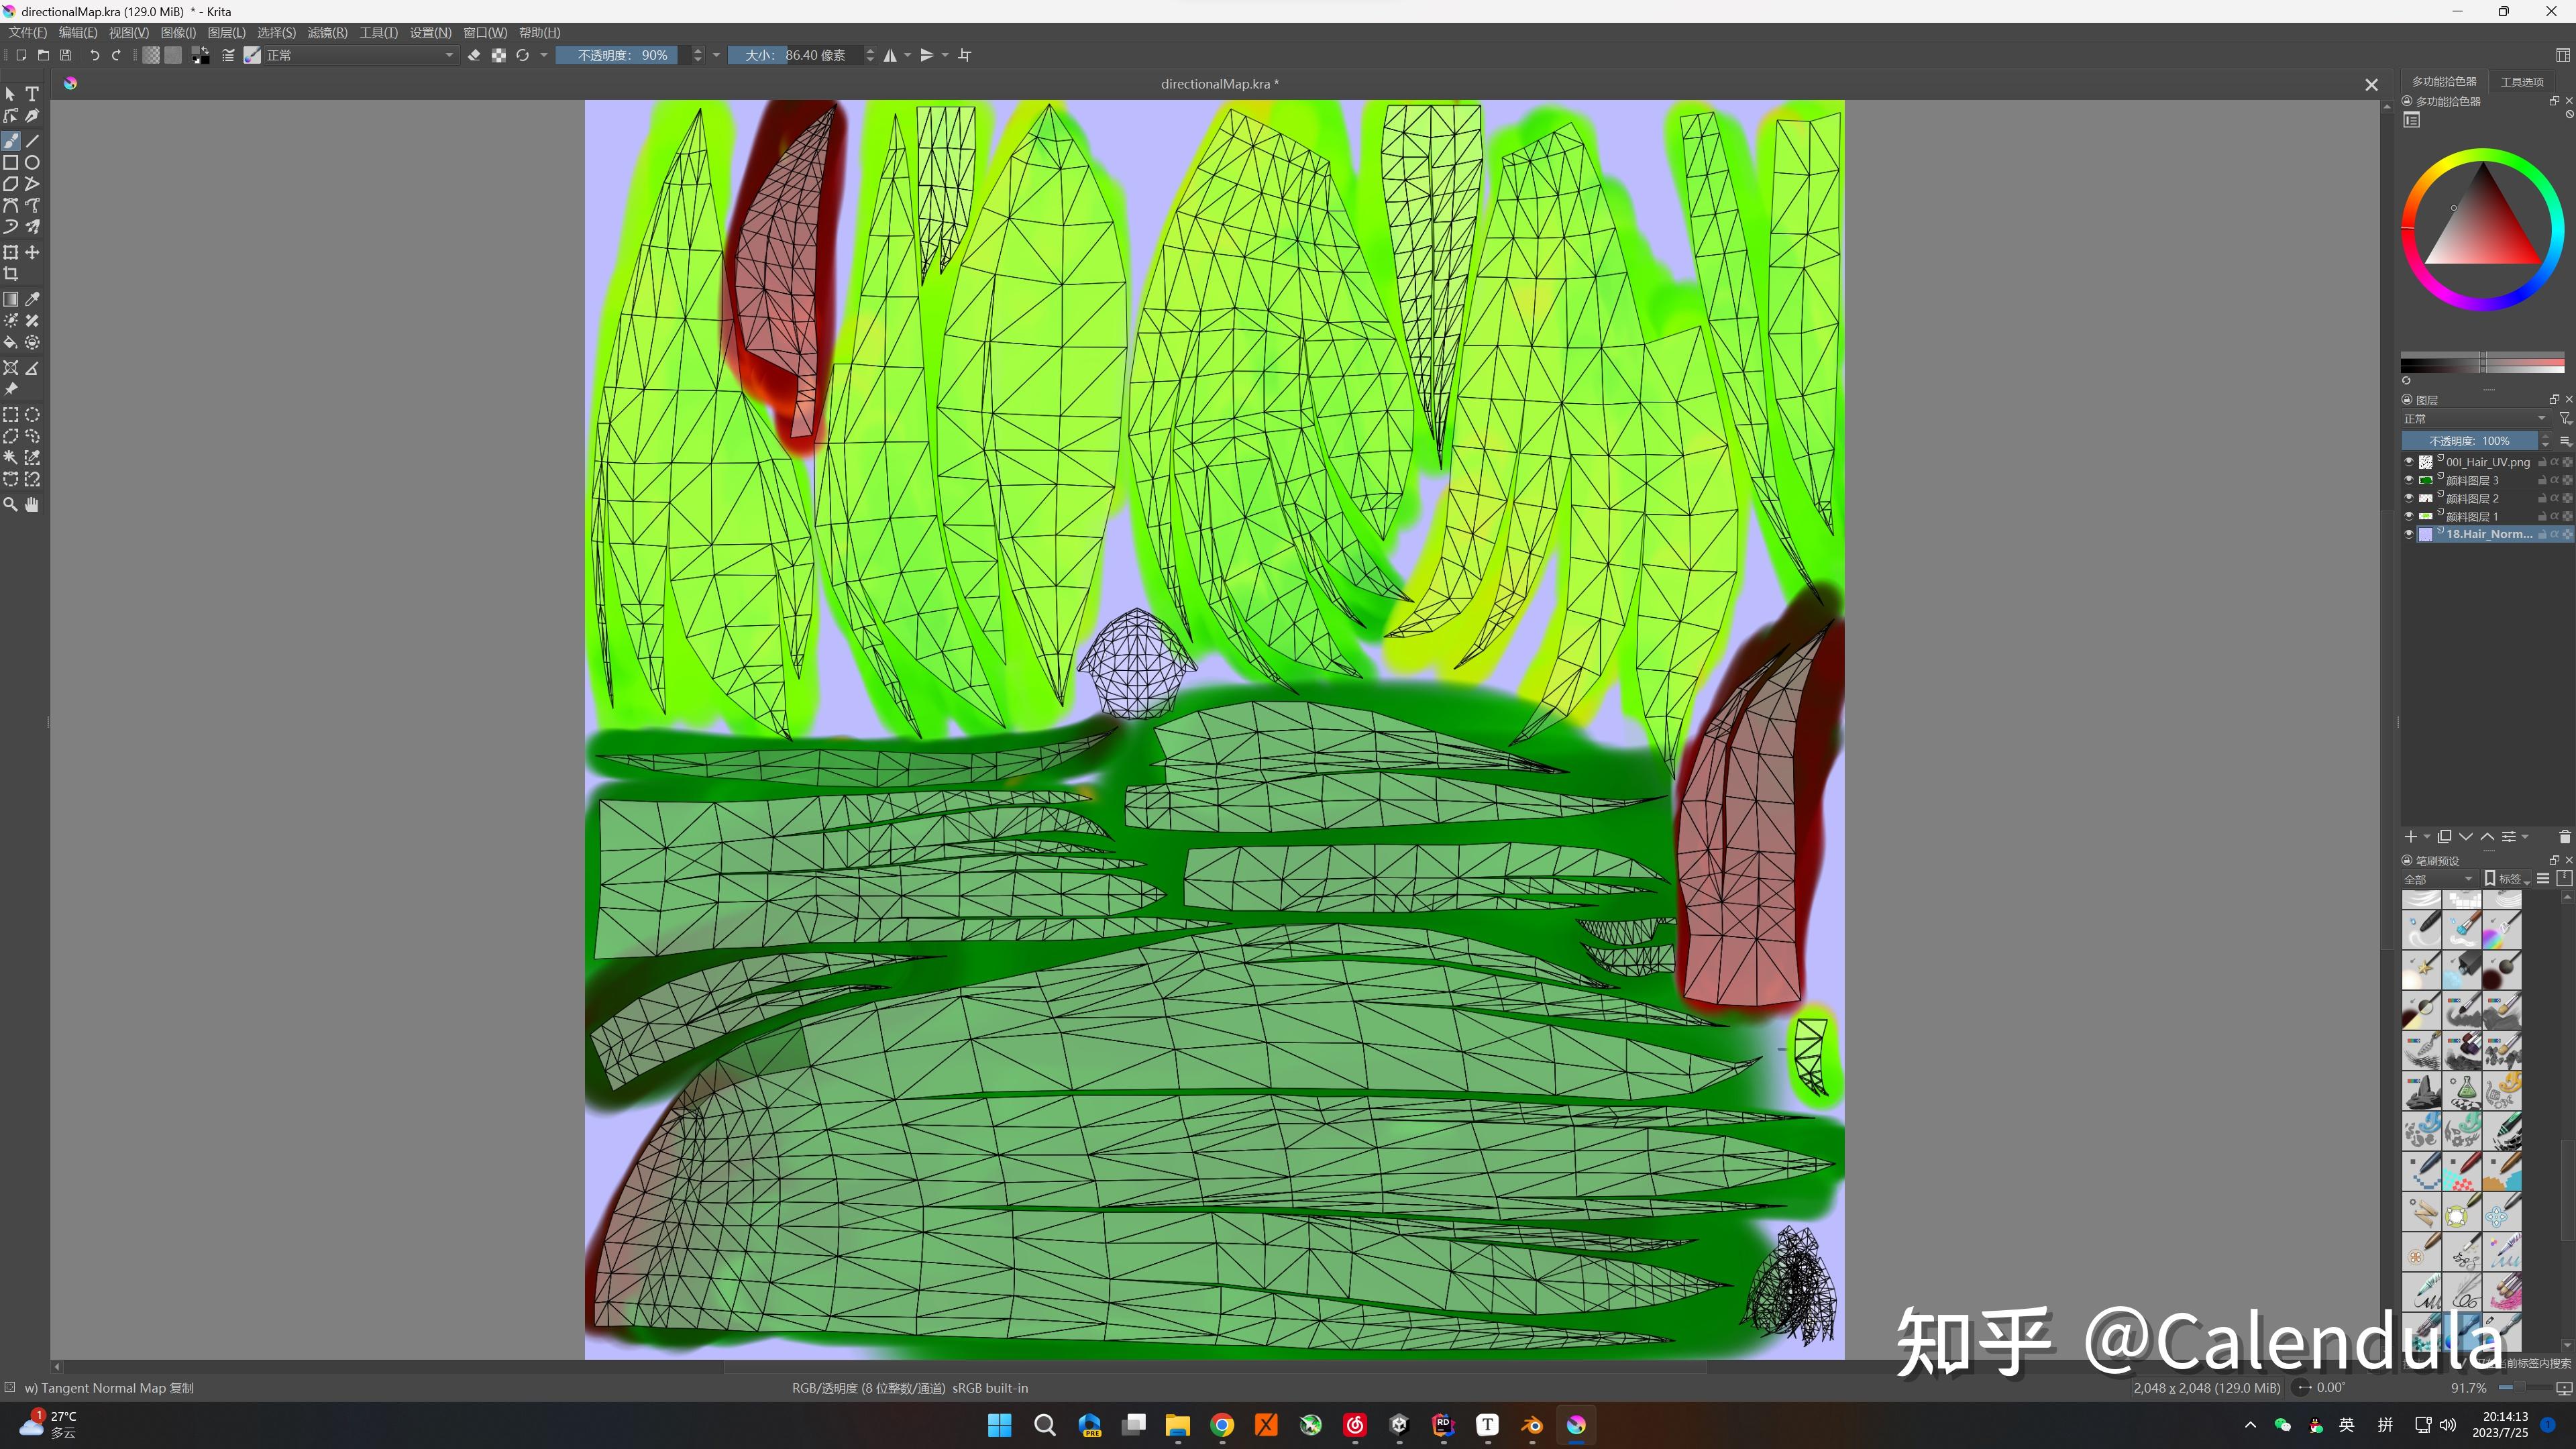 directionalMap.kra (129.0 MiB) * - Krita
文件(F) 编辑(E) 视图(V) 图像(I) 图层(L) 选择(S) 滤镜(R) 工具(T) 设置(N) 窗口(W) 帮助(H)
正常 不透明度: 90% 大小: 86.40 像素
directionalMap.kra *
多功能拾色器 工具选项
多功能拾色器
图层
正常
不透明度: 100%
00I_Hair_UV.png
颜料图层 3
颜料图层 2
颜料图层 1
18.Hair_Norm...
笔刷预设
全部 标签
知乎 @Calendula
当前标签内搜索
w) Tangent Normal Map 复制 RGB/透明度 (8 位整数/通道) sRGB built-in 2,048 x 2,048 (129.0 MiB) 0.00° 91.7%
1 27°C
多云
PRE
RD
T
英 拼
20:14:13
2023/7/25
1